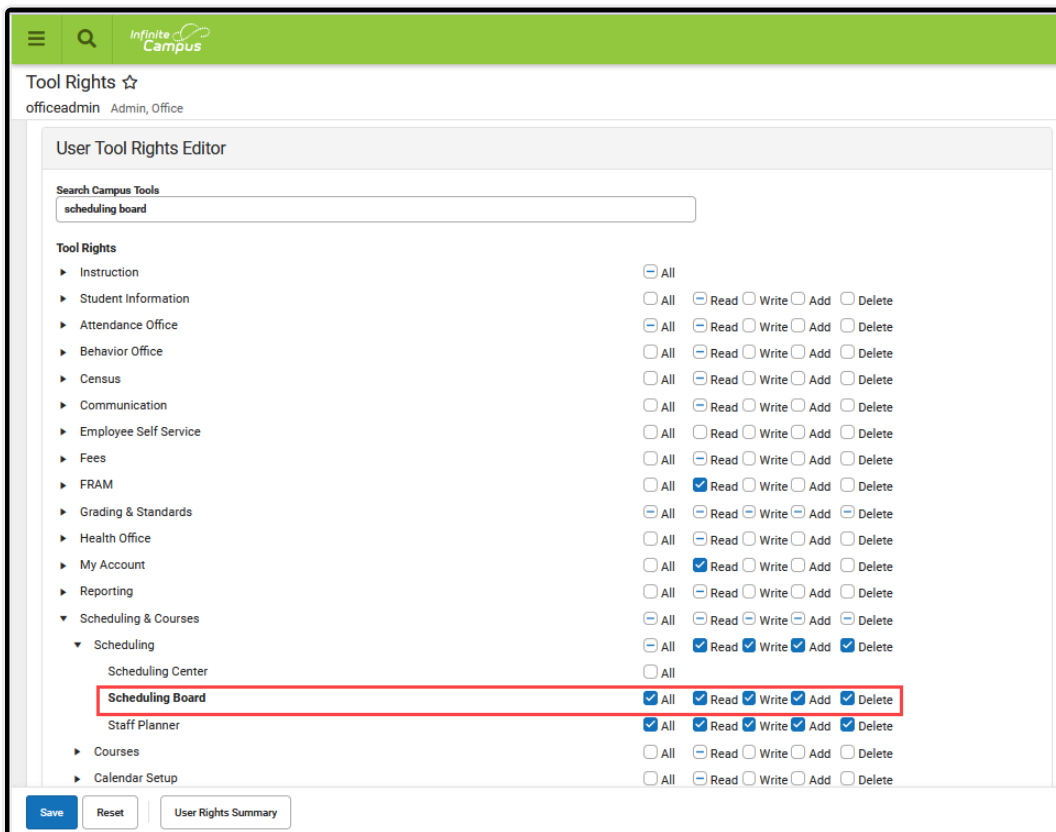 Infinite
Campus
Tool Rights
officeadmin Admin, Office
User Tool Rights Editor
Search Campus Tools
scheduling board
Tool Rights
Instruction All
Student Information All Read Write Add Delete
Attendance Office All Read Write Add Delete
Behavior Office All Read Write Add Delete
Census All Read Write Add Delete
Communication All Read Write Add Delete
Employee Self Service All Read Write Add Delete
Fees All Read Write Add Delete
FRAM All Read Write Add Delete
Grading & Standards All Read Write Add Delete
Health Office All Read Write Add Delete
My Account All Read Write Add Delete
Reporting All Read Write Add Delete
Scheduling & Courses All Read Write Add Delete
Scheduling All Read Write Add Delete
Scheduling Center All
Scheduling Board All Read Write Add Delete
Staff Planner All Read Write Add Delete
Courses All Read Write Add Delete
Calendar Setup All Read Write Add Delete
Save Reset User Rights Summary